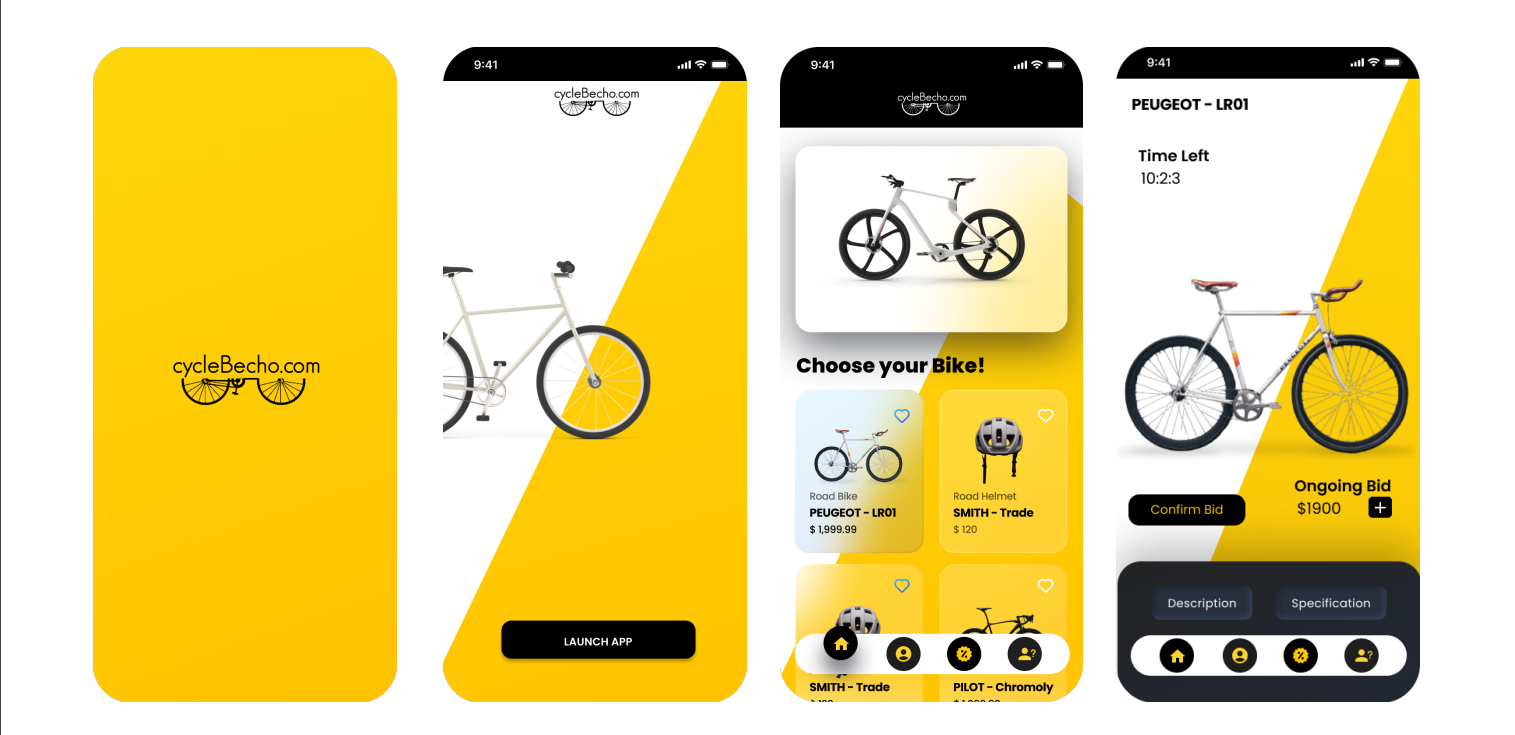 cycleBecho.com
9:41
cycleBecho.com
LAUNCH APP
9:41
cycleBecho.com
Choose your Bike!
Road Bike
PEUGEOT - LR01
$ 1,999.99
Road Helmet
SMITH - Trade
$ 120
SMITH - Trade
PILOT - Chromoly
9:41
PEUGEOT - LR01
Time Left
10:2:3
PEUGEOT
Ongoing Bid
$1900
Confirm Bid
Description
Specification